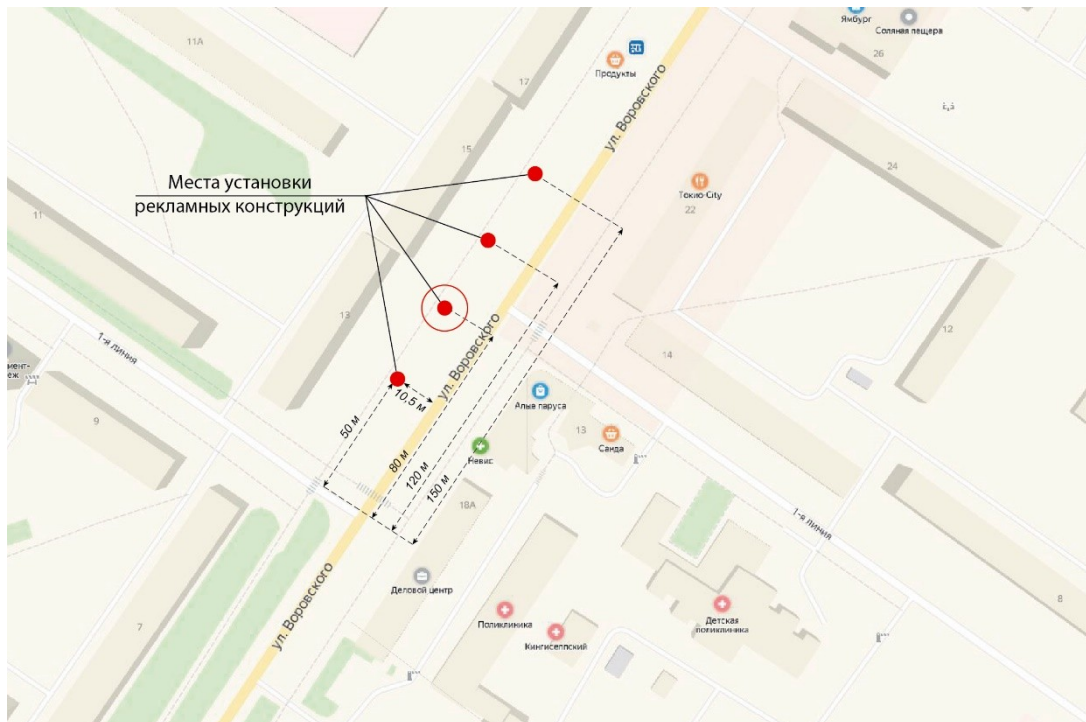 11А
17
Продукты
Ямбург
Соляная пещера
26
ул. Воровского
15
Места установки
рекламных конструкций
24
Токио-City
22
11
13
1-я линия
12
14
ул. Воровского
10,5 м
50 м
80 м
120 м
150 м
Алые паруса
13
Санда
Невис
9
18А
1-я линия
Деловой центр
ул. Воровского
Поликлиника
Кингисеппский
Детская
поликлиника
7
8